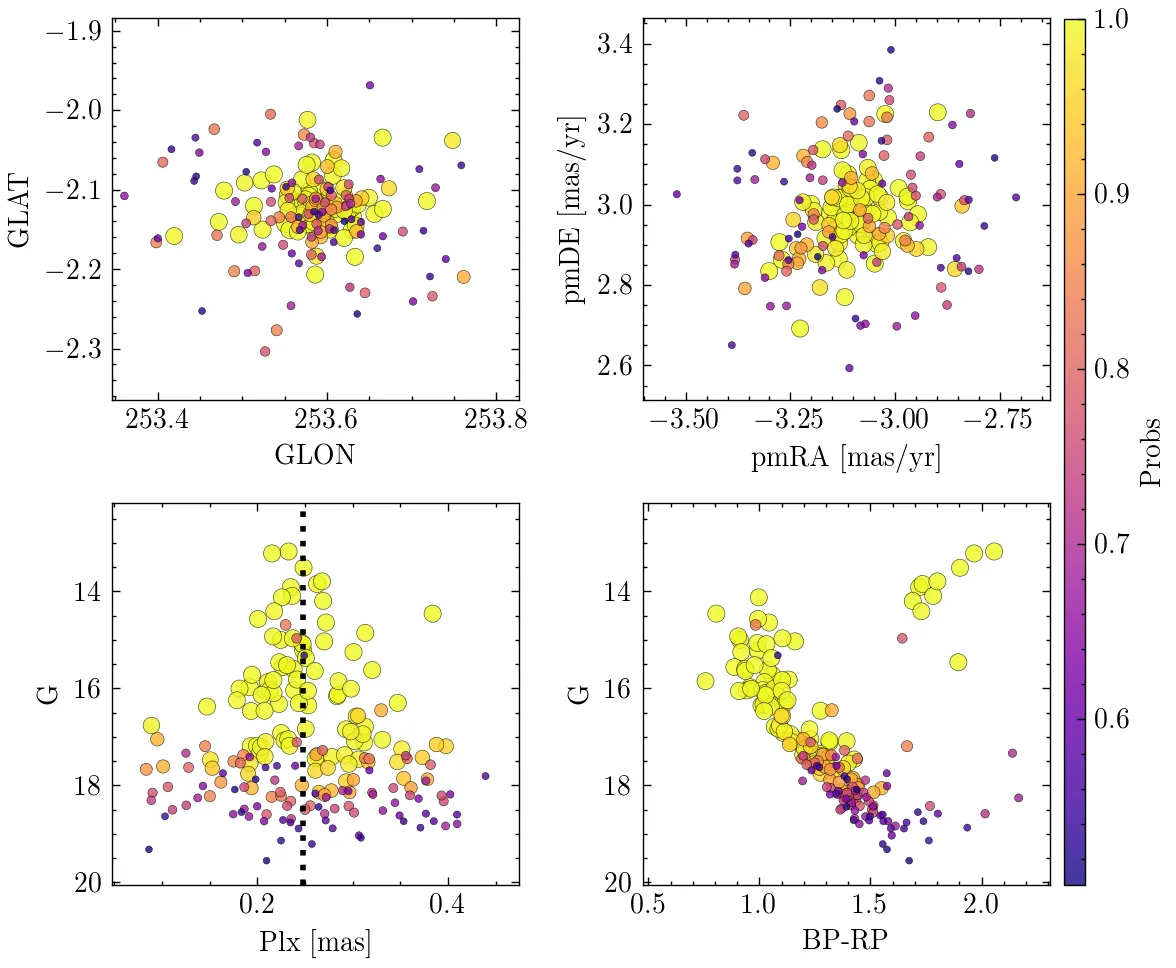 −1.9
−2.0
−2.1
−2.2
−2.3
GLAT
253.4 253.6 253.8
GLON
3.4
3.2
3.0
2.8
2.6
pmDE [mas/yr]
−3.50 −3.25 −3.00 −2.75
pmRA [mas/yr]
14
16
18
20
G
0.2 0.4
Plx [mas]
14
16
18
20
G
0.5 1.0 1.5 2.0
BP-RP
1.0
0.9
0.8
0.7
0.6
Probs